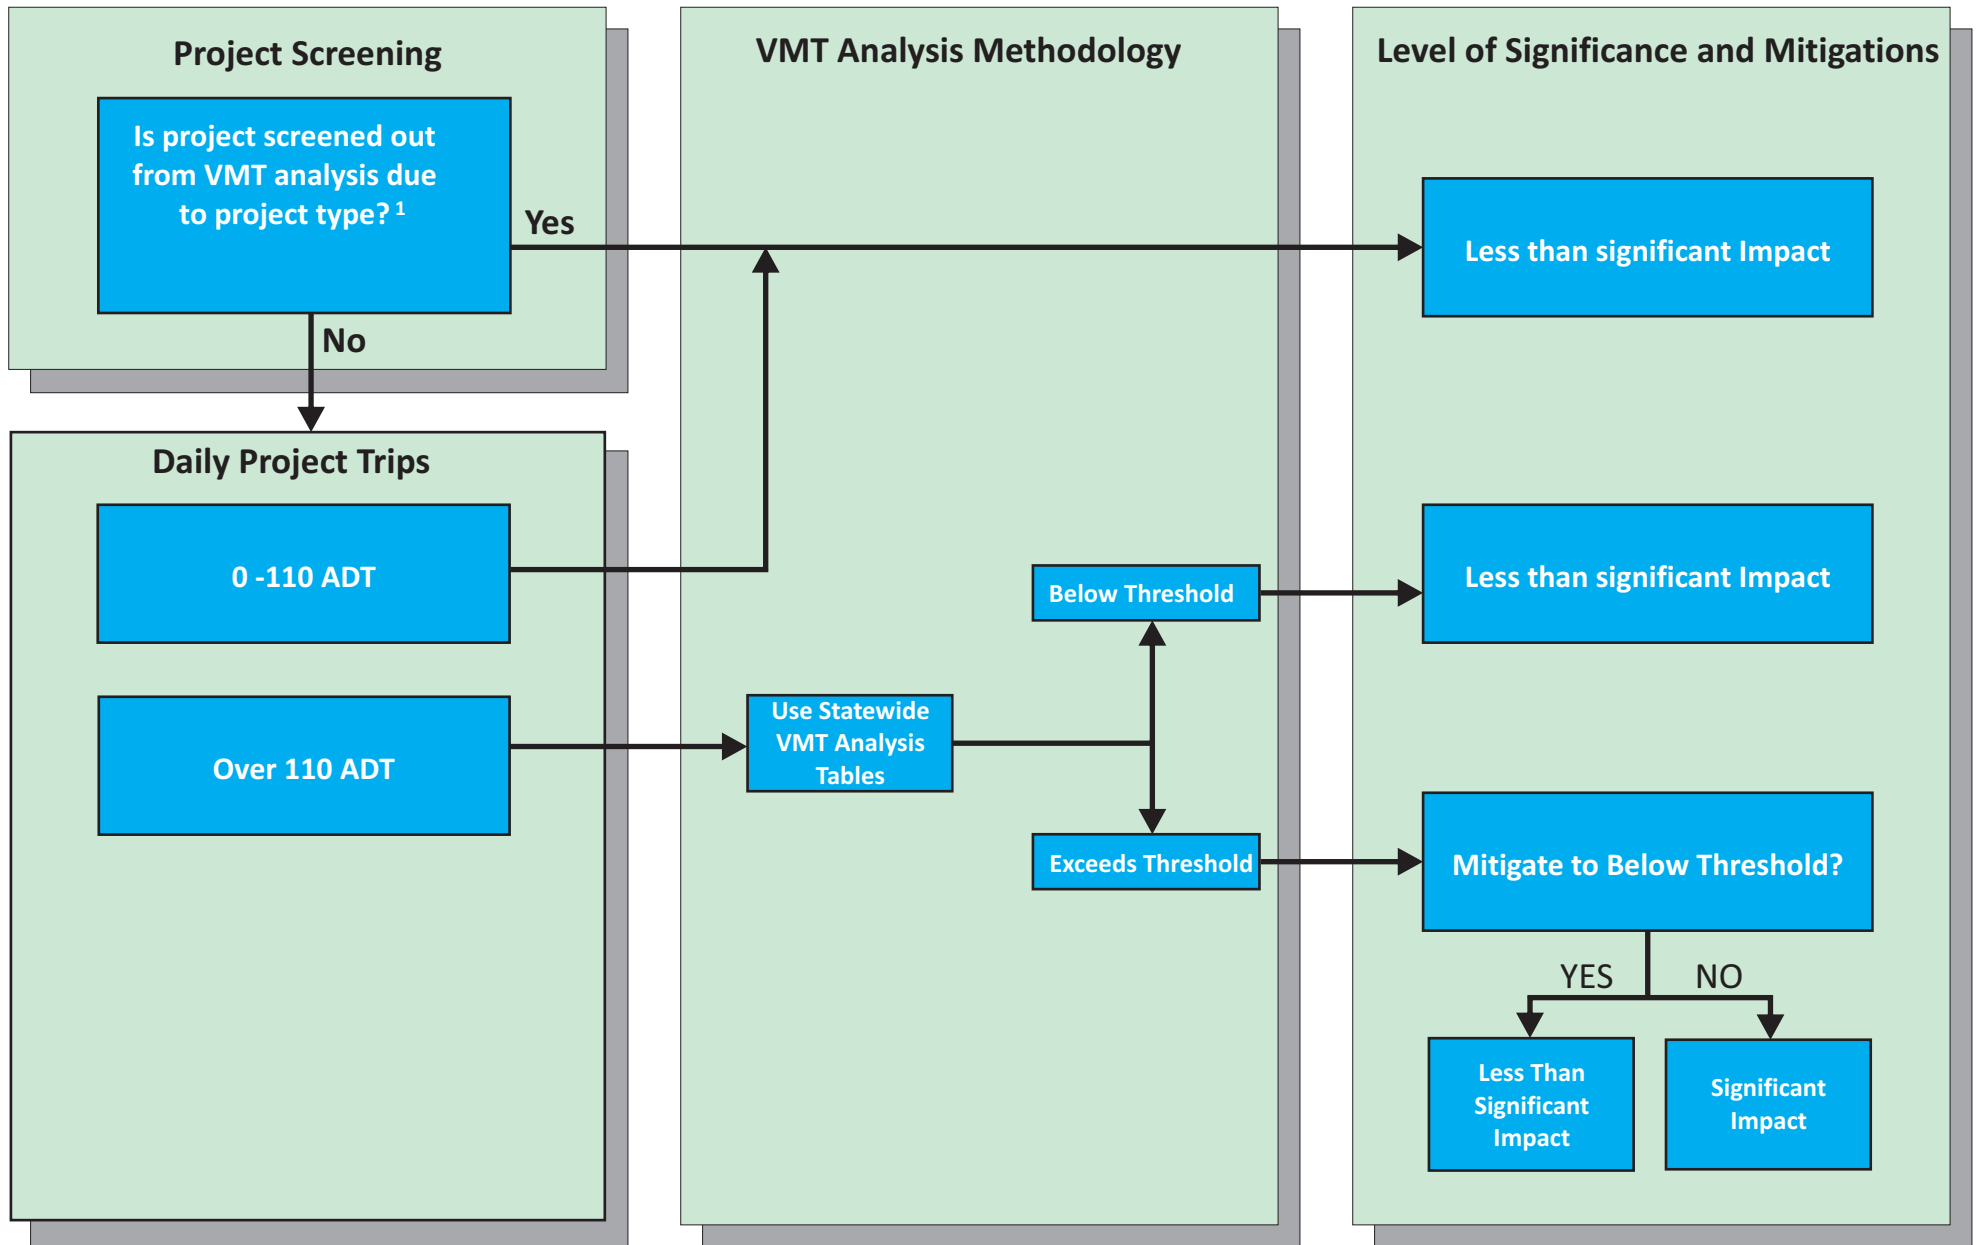 Project Screening
Is project screened out
from VMT analysis due
to project type? 1
Yes
No
Daily Project Trips
0 -110 ADT
Over 110 ADT
VMT Analysis Methodology
Use Statewide
VMT Analysis
Tables
Below Threshold
Exceeds Threshold
Level of Significance and Mitigations
Less than significant Impact
Less than significant Impact
Mitigate to Below Threshold?
YES
NO
Less Than
Significant
Impact
Significant
Impact